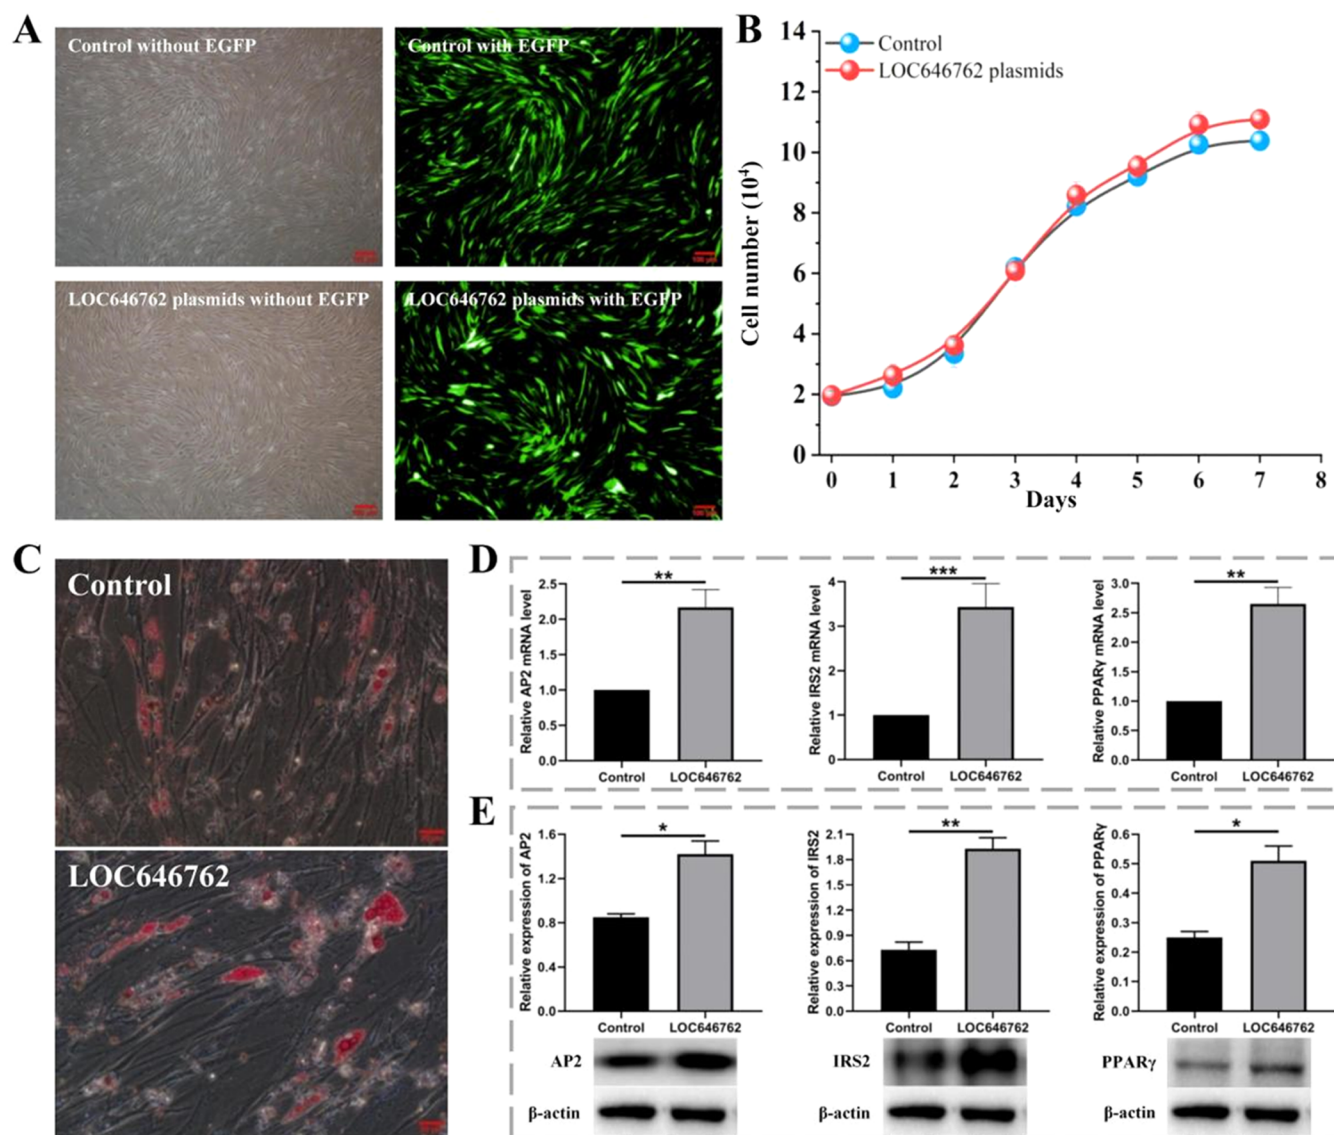 A
Control without EGFP
Control with EGFP
LOC646762 plasmids without EGFP
LOC646762 plasmids with EGFP
100 μm
B
Control
LOC646762 plasmids
Cell number (10⁴)
14
12
10
8
6
4
2
0
0 1 2 3 4 5 6 7 8
Days
C
Control
LOC646762
D
Relative AP2 mRNA level
2.5
2.0
1.5
1.0
0.5
0.0
**
Control LOC646762
Relative IRS2 mRNA level
4
3
2
1
0
***
Control LOC646762
Relative PPARγ mRNA level
3.0
2.5
2.0
1.5
1.0
0.5
0.0
**
Control LOC646762
E
Relative expression of AP2
1.6
1.2
0.8
0.4
0.0
*
Control LOC646762
AP2
β-actin
Relative expression of IRS2
2.1
1.8
1.5
1.2
0.9
0.6
0.3
0.0
**
Control LOC646762
IRS2
β-actin
Relative expression of PPARγ
0.6
0.5
0.4
0.3
0.2
0.1
0.0
*
Control LOC646762
PPARγ
β-actin